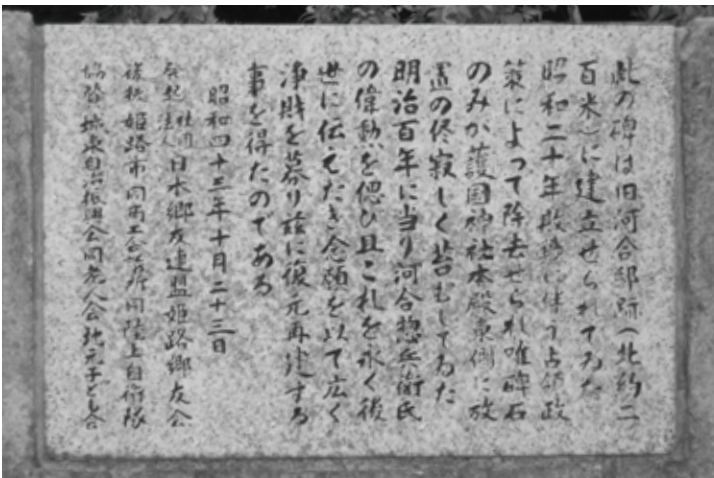 此の碑は旧河合邸跡(北約二
百米)に建立せられてゐた
昭和二十年敗戦に伴う占領政
策によって除去せられ唯碑石
のみが護国神社本殿東側に放
置の侭寂しく苔むしてゐた
明治百年に当り河合惣兵衛氏
の偉勲を偲び且これを永く後
世に伝えたき念願を以て広く
浄財を募り茲に復元再建する
事を得たのである
昭和四十三年十月二十三日
発起 社団法人 日本郷友連盟姫路郷友会
後援 姫路市 同商工会議所 同陸上自衛隊
協賛 城東自治振興会 同老人会 地元子ども会